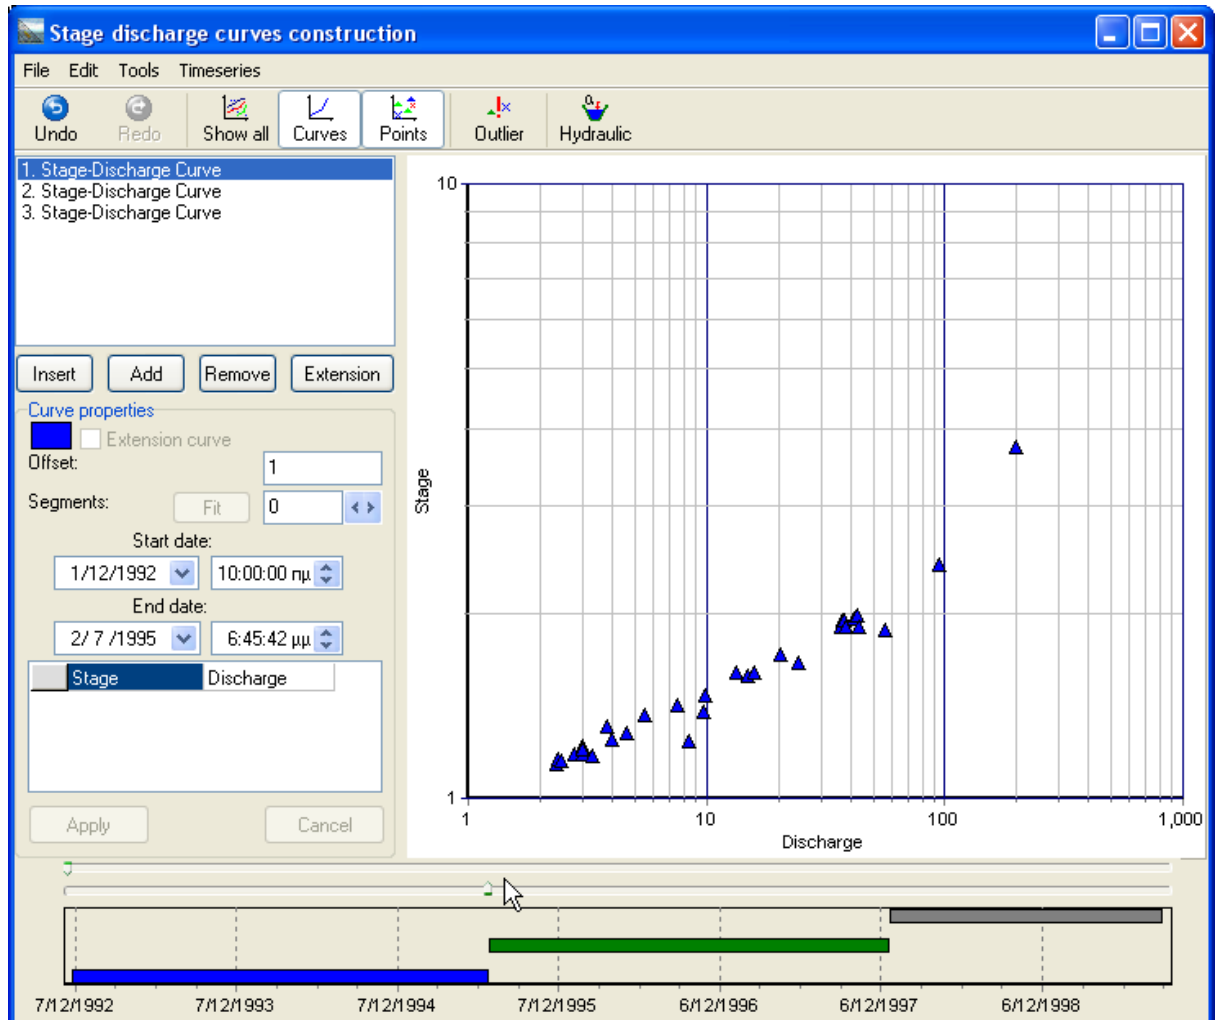 Stage discharge curves construction
File Edit Tools Timeseries
Undo Redo Show all Curves Points Outlier Hydraulic
1. Stage-Discharge Curve
2. Stage-Discharge Curve
3. Stage-Discharge Curve
Insert Add Remove Extension
Curve properties
Extension curve
Offset: 1
Segments: Fit 0
Start date:
1/12/1992 10:00:00 πμ
End date:
2/ 7 /1995 6:45:42 μμ
Stage Discharge
Apply Cancel
10
Stage
1
1 10 100 1,000
Discharge
7/12/1992 7/12/1993 7/12/1994 7/12/1995 6/12/1996 6/12/1997 6/12/1998